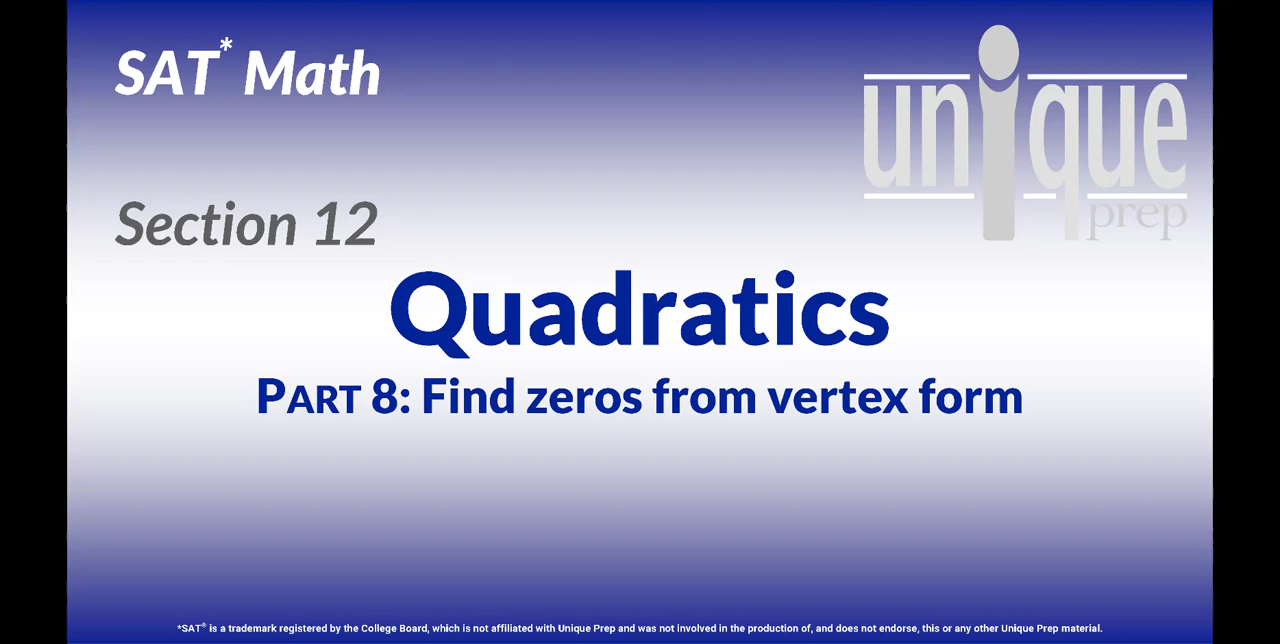 SAT* Math
unique
prep
Section 12
Quadratics
PART 8: Find zeros from vertex form
*SAT® is a trademark registered by the College Board, which is not affiliated with Unique Prep and was not involved in the production of, and does not endorse, this or any other Unique Prep material.